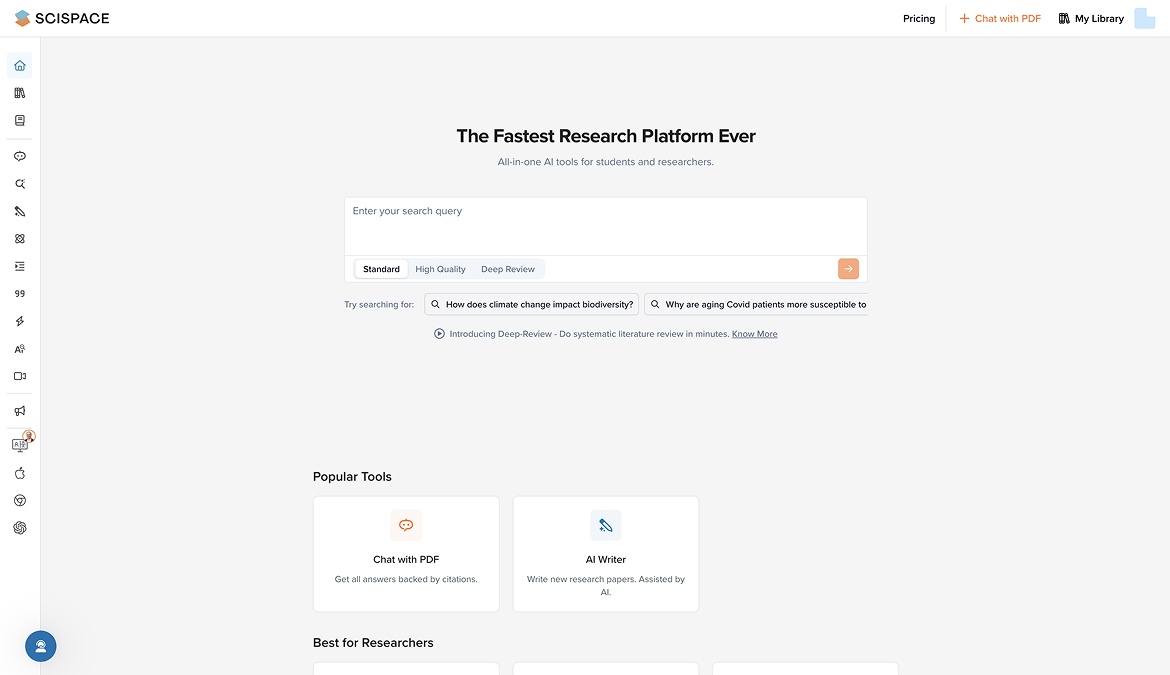 SCISPACE
Pricing
Chat with PDF
My Library
The Fastest Research Platform Ever
All-in-one AI tools for students and researchers.
Enter your search query
Standard
High Quality
Deep Review
Try searching for:
How does climate change impact biodiversity?
Why are aging Covid patients more susceptible to
Introducing Deep-Review - Do systematic literature review in minutes. Know More
Popular Tools
Chat with PDF
Get all answers backed by citations.
AI Writer
Write new research papers. Assisted by
AI.
Best for Researchers